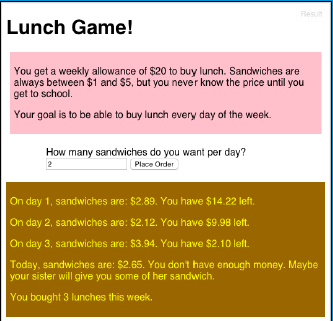 Result
Lunch Game!
You get a weekly allowance of $20 to buy lunch. Sandwiches are
always between $1 and $5, but you never know the price until you
get to school.
Your goal is to be able to buy lunch every day of the week.
How many sandwiches do you want per day?
2 Place Order
On day 1, sandwiches are: $2.89. You have $14.22 left.
On day 2, sandwiches are: $2.12. You have $9.98 left.
On day 3, sandwiches are: $3.94. You have $2.10 left.
Today, sandwiches are: $2.65. You don't have enough money. Maybe
your sister will give you some of her sandwich.
You bought 3 lunches this week.